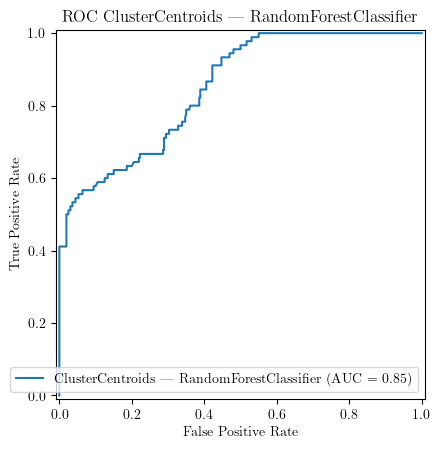 ROC ClusterCentroids — RandomForestClassifier
1.0
0.8
0.6
0.4
0.2
0.0
True Positive Rate
ClusterCentroids — RandomForestClassifier (AUC = 0.85)
0.0 0.2 0.4 0.6 0.8 1.0
False Positive Rate